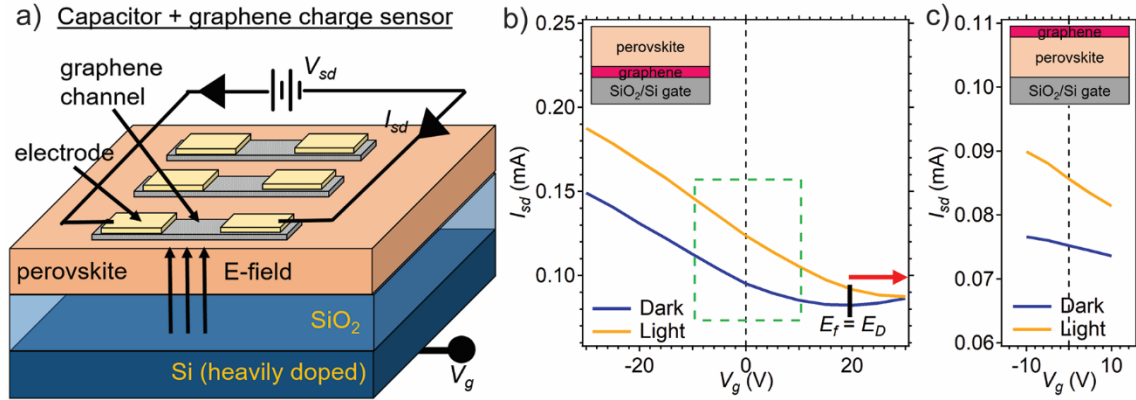 a) Capacitor + graphene charge sensor
graphene
channel
electrode
V_sd
I_sd
perovskite
E-field
SiO₂
Si (heavily doped)
V_g
b)
perovskite
graphene
SiO₂/Si gate
I_sd (mA)
0.25
0.20
0.15
0.10
Dark
Light
E_f = E_D
-20
0
20
V_g (V)
c)
graphene
perovskite
SiO₂/Si gate
I_sd (mA)
0.11
0.10
0.09
0.08
0.07
0.06
Dark
Light
-10
0
10
V_g (V)